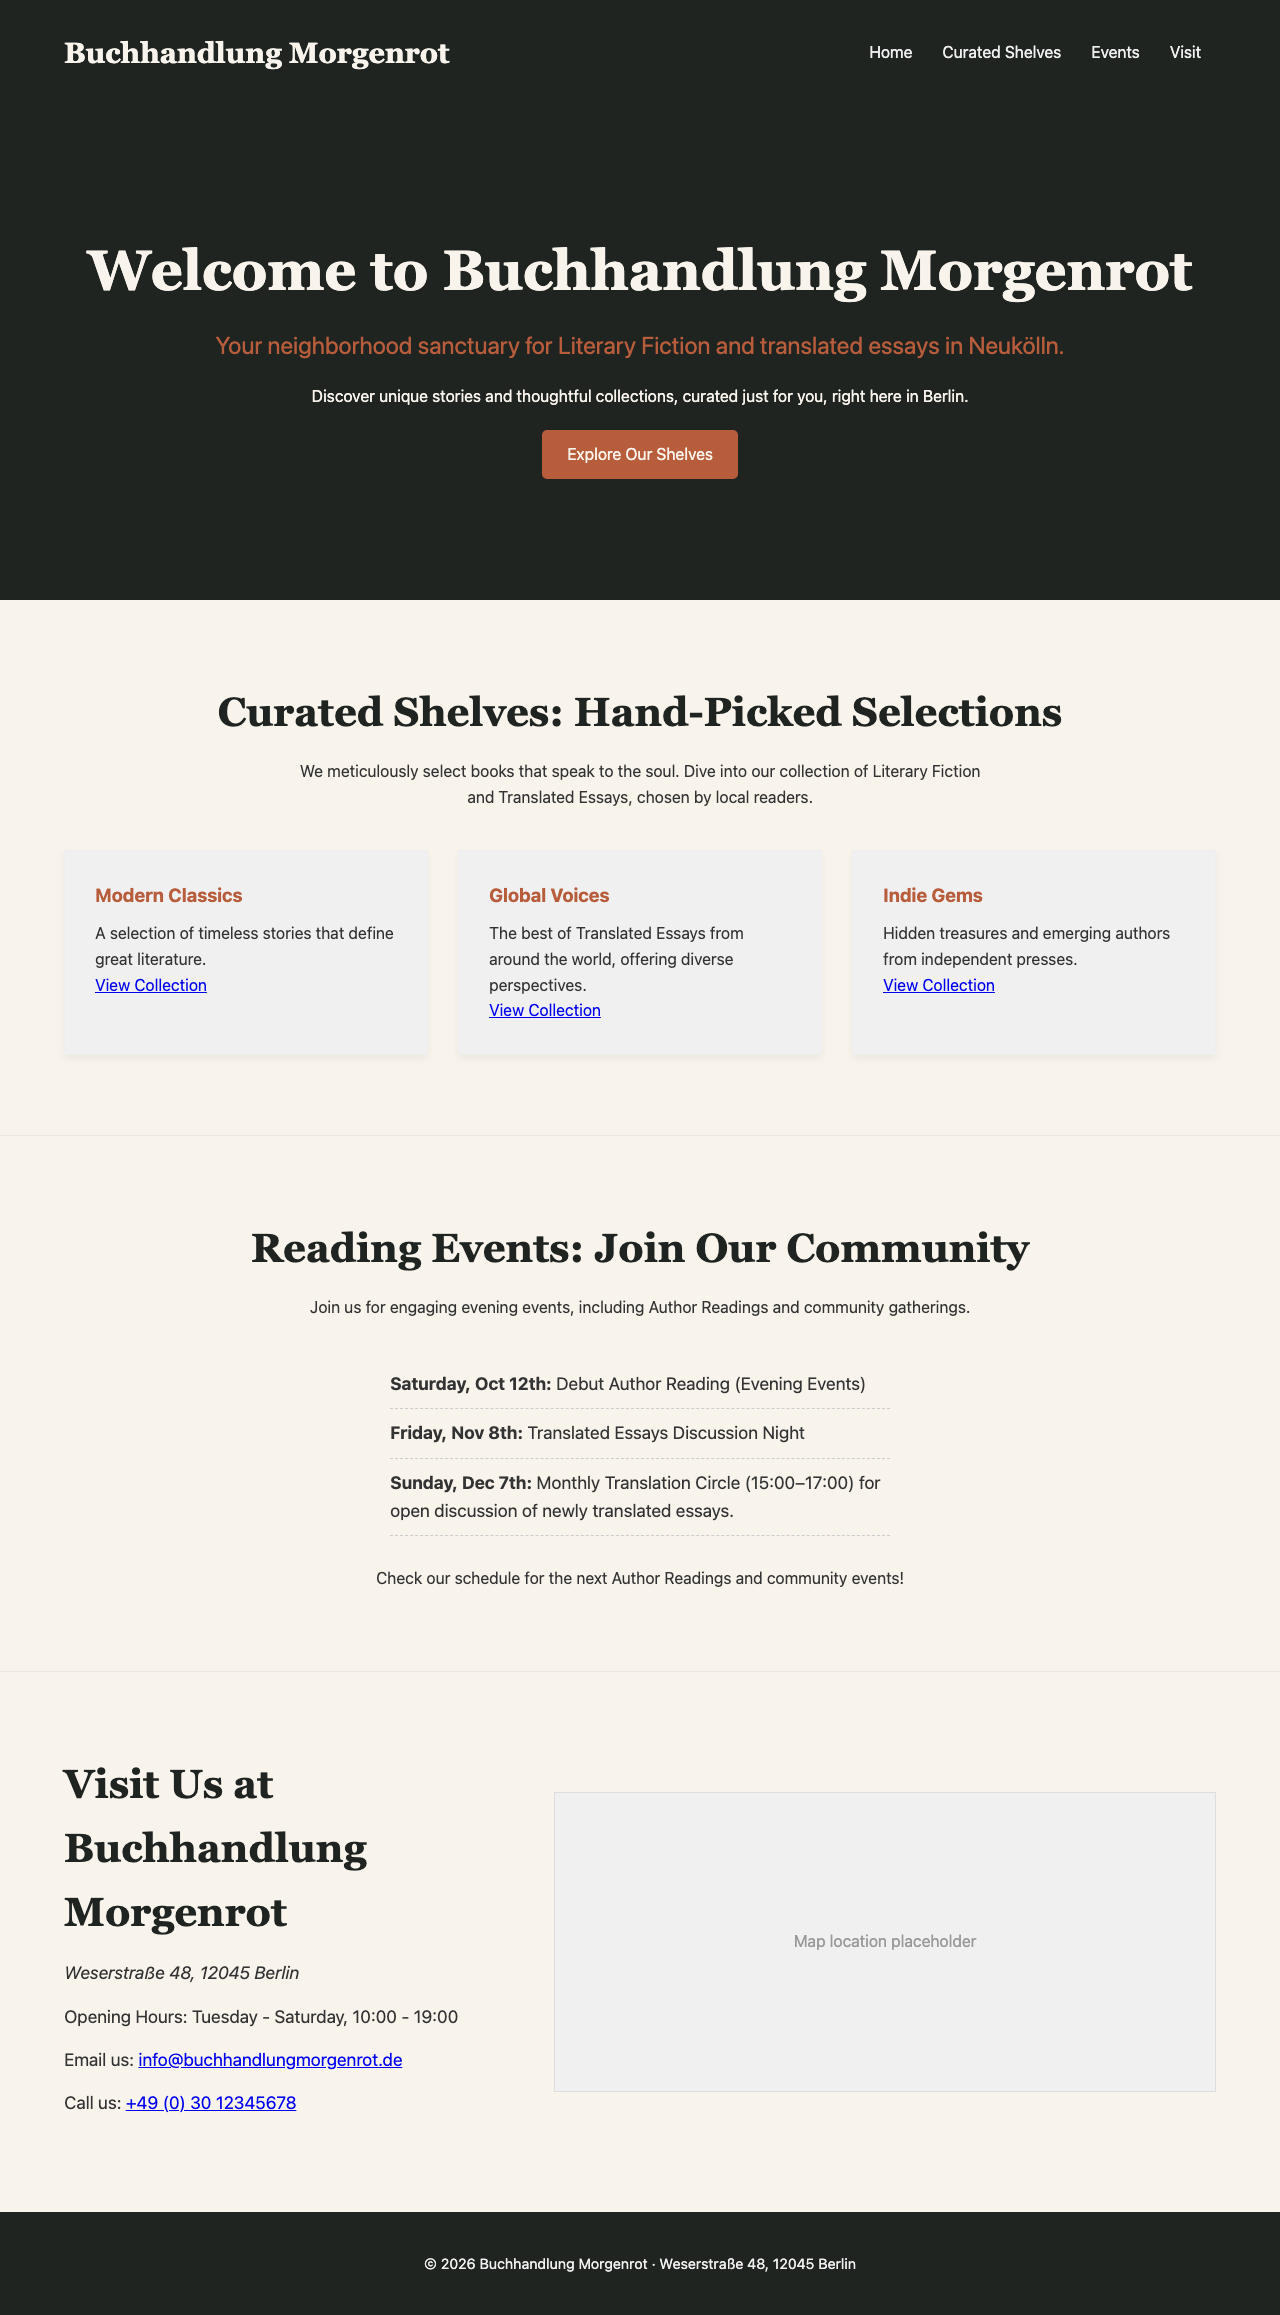 Buchhandlung Morgenrot
Home Curated Shelves Events Visit
Welcome to Buchhandlung Morgenrot
Your neighborhood sanctuary for Literary Fiction and translated essays in Neukölln.
Discover unique stories and thoughtful collections, curated just for you, right here in Berlin.
Explore Our Shelves
Curated Shelves: Hand-Picked Selections
We meticulously select books that speak to the soul. Dive into our collection of Literary Fiction
and Translated Essays, chosen by local readers.
Modern Classics
A selection of timeless stories that define
great literature.
View Collection
Global Voices
The best of Translated Essays from
around the world, offering diverse
perspectives.
View Collection
Indie Gems
Hidden treasures and emerging authors
from independent presses.
View Collection
Reading Events: Join Our Community
Join us for engaging evening events, including Author Readings and community gatherings.
Saturday, Oct 12th: Debut Author Reading (Evening Events)
Friday, Nov 8th: Translated Essays Discussion Night
Sunday, Dec 7th: Monthly Translation Circle (15:00–17:00) for
open discussion of newly translated essays.
Check our schedule for the next Author Readings and community events!
Visit Us at
Buchhandlung
Morgenrot
Weserstraße 48, 12045 Berlin
Opening Hours: Tuesday - Saturday, 10:00 - 19:00
Email us: info@buchhandlungmorgenrot.de
Call us: +49 (0) 30 12345678
Map location placeholder
© 2026 Buchhandlung Morgenrot · Weserstraße 48, 12045 Berlin